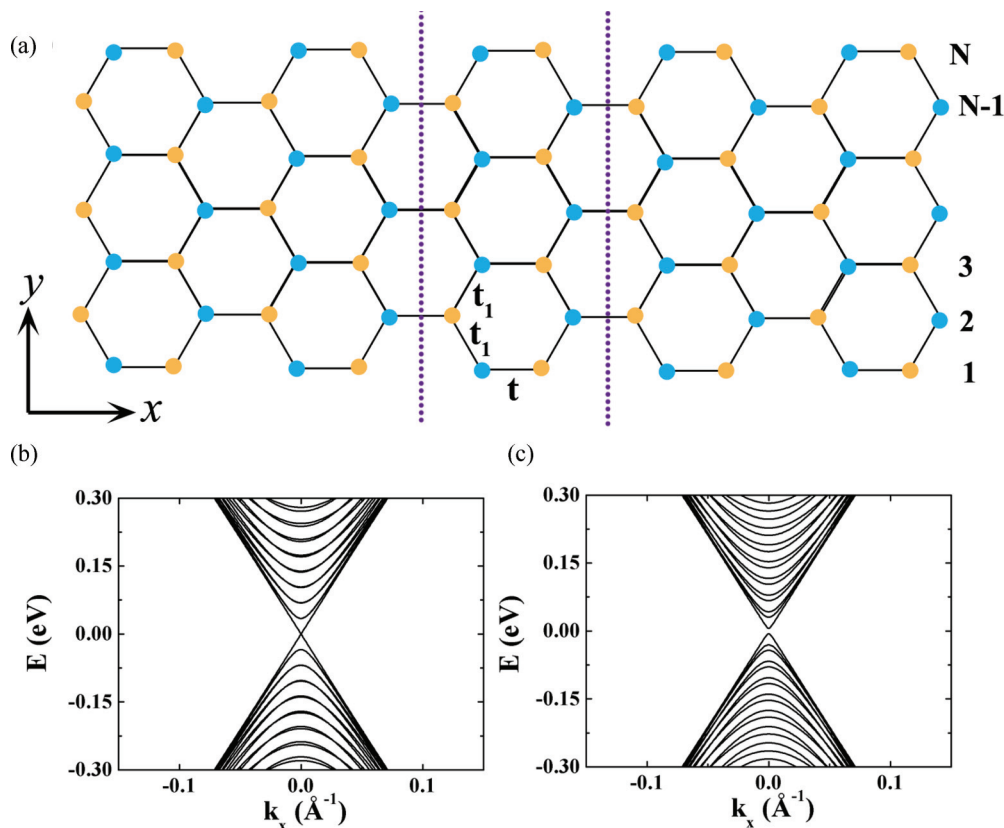 (a)
N
N-1
3
2
1
t₁
t₁
t
y
x
(b)
(c)
0.30
0.15
0.00
-0.15
-0.30
E (eV)
-0.1
0.0
0.1
kₓ (Å⁻¹)
0.30
0.15
0.00
-0.15
-0.30
E (eV)
-0.1
0.0
0.1
kₓ (Å⁻¹)